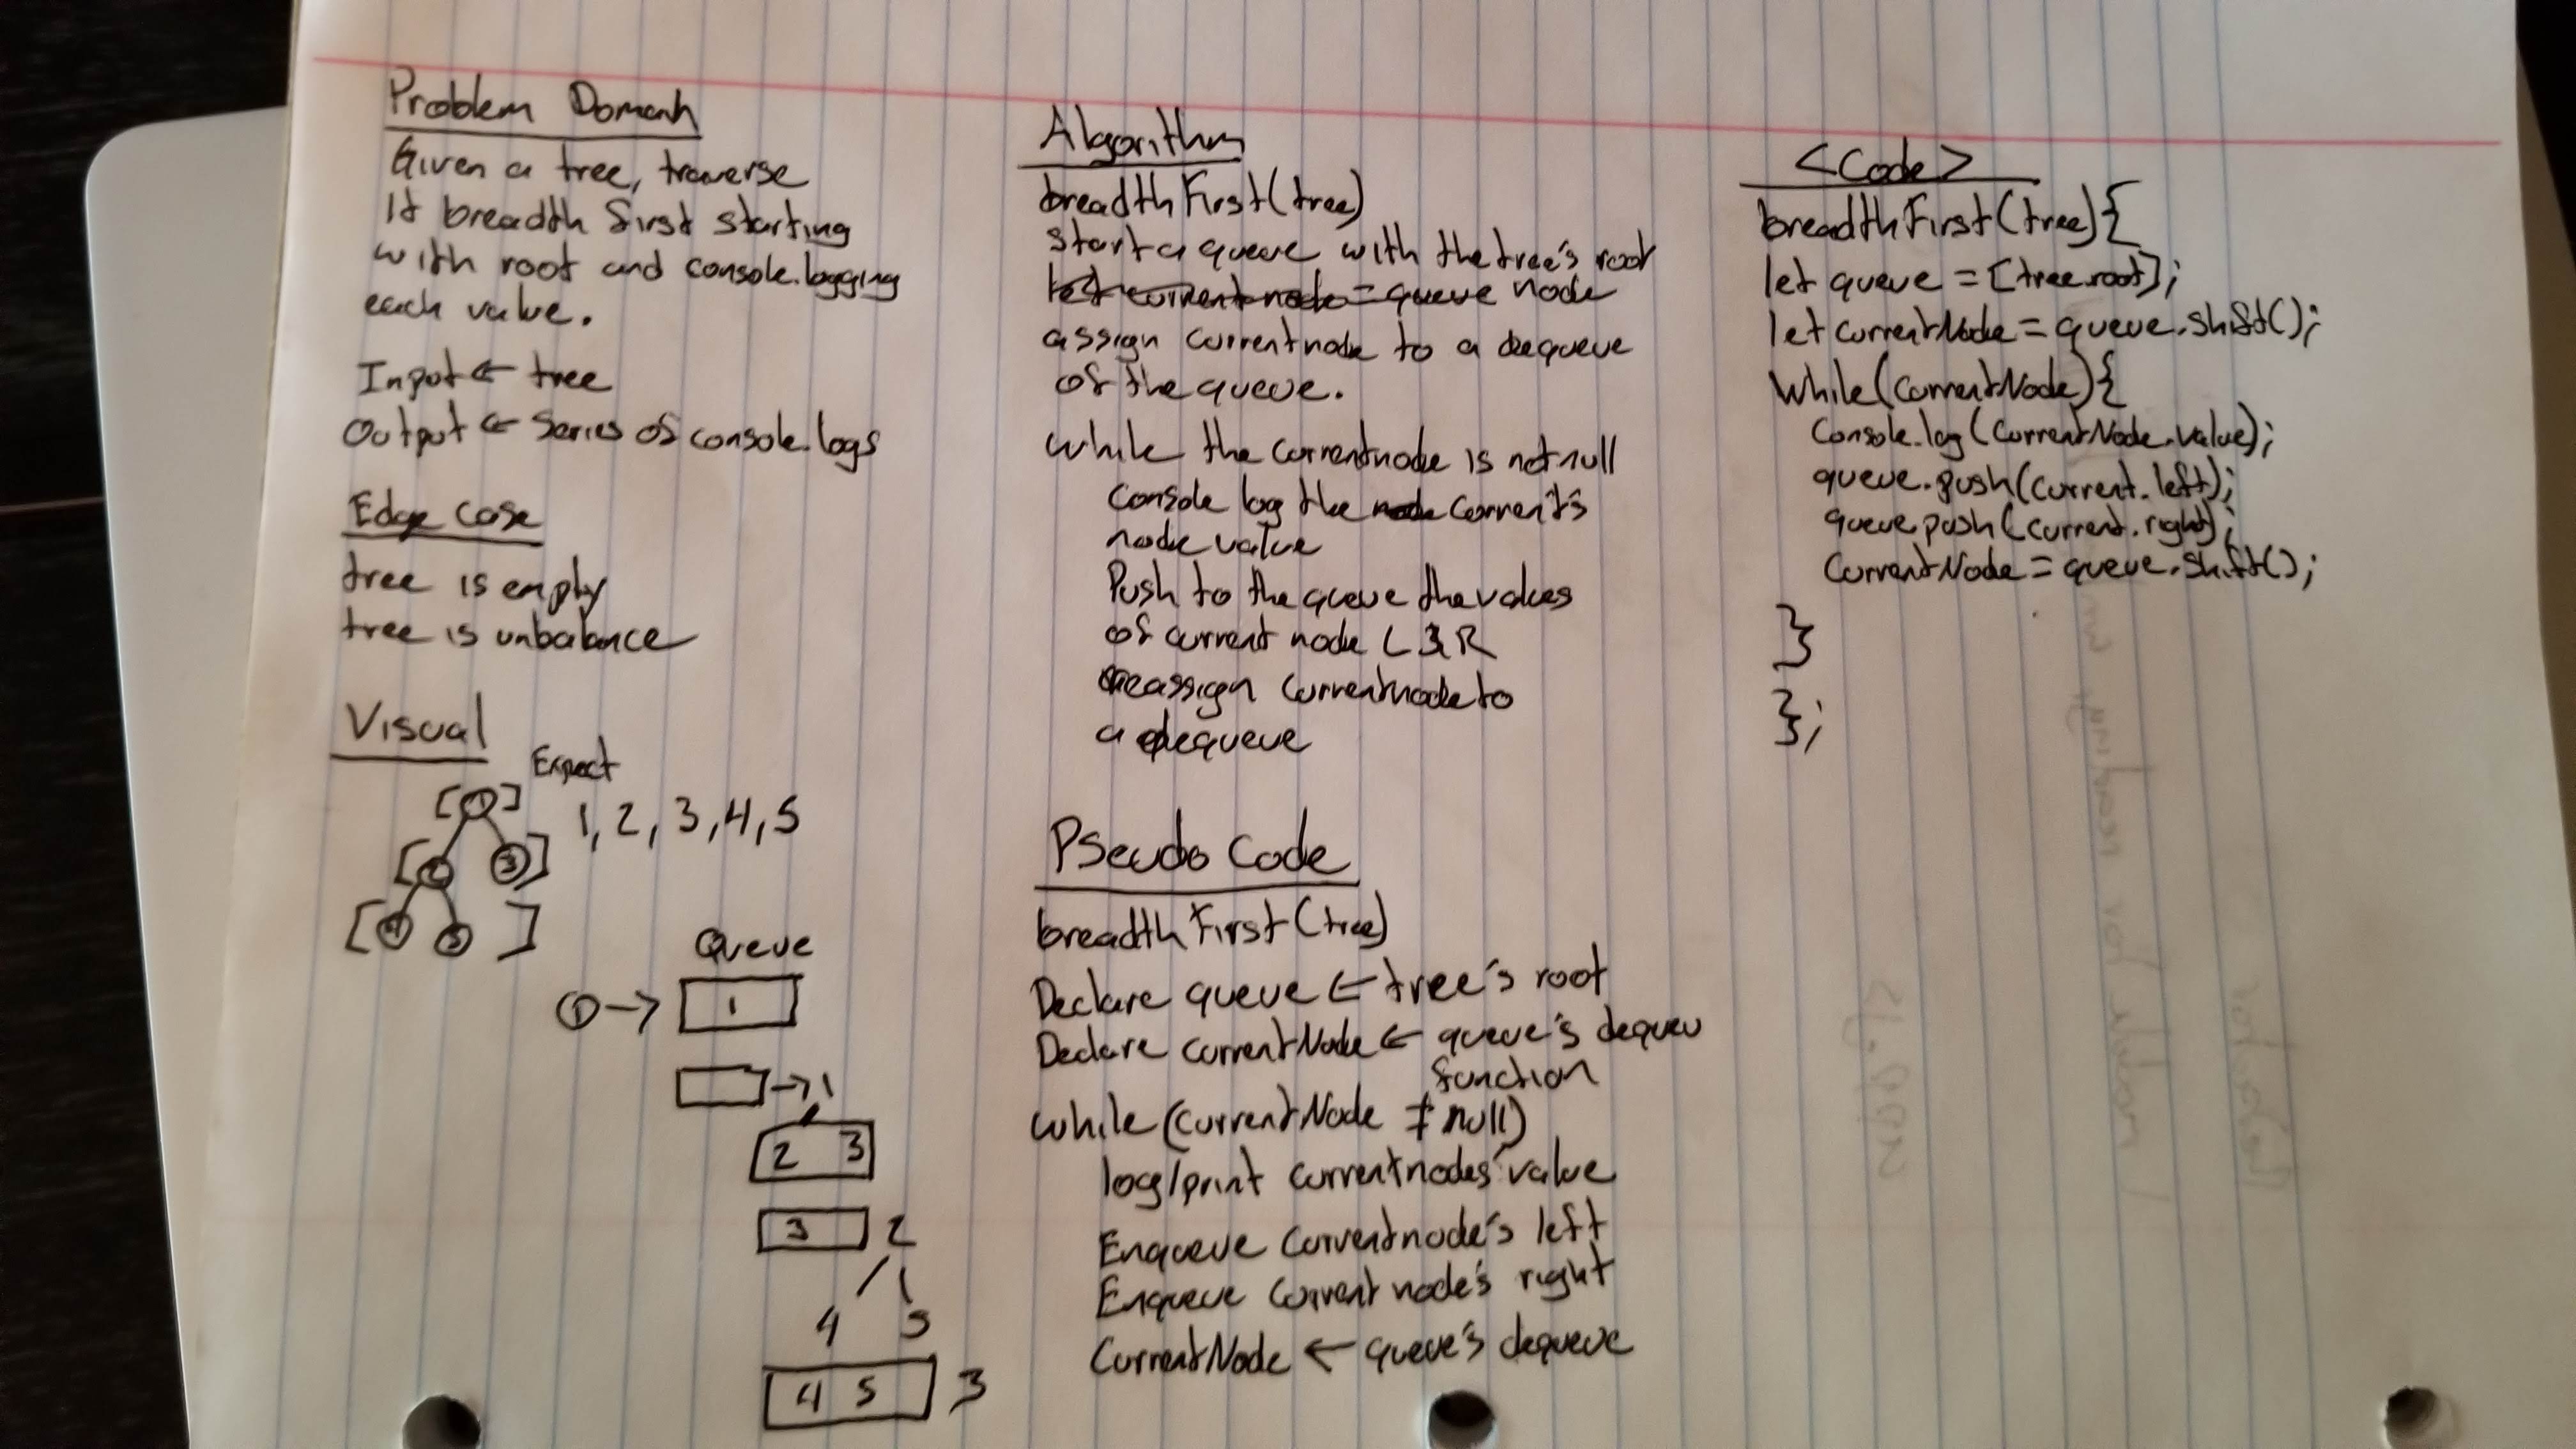 Problem Domanh
Given a tree, traverse
It breadth first starting
with root and console.logging
each value.
Input ← tree
Output ← series of console.logs
Edge Case
tree is empty
tree is unbalance
Visual
Expect
[1]
1, 2, 3, 4, 5
[2 3]
[4 5 ]
Queue
1 → 1
→ 1
2 3
3 2
4 5
4 5 3
Algorithm
breadthFirst(tree)
start a queue with the tree's root
let current node = queue node
assign currentnode to a dequeue
of the queue.
while the currentnode is not null
Console log the node current's
node value
Push to the queue the values
of current node L & R
reassign currentnode to
a dequeue
Pseudo Code
breadthFirst(tree)
Declare queue ← tree's root
Declare currentNode ← queue's dequeu
function
while (currentNode ≠ null)
log/print currentnodes' value
Enqueue currentnode's left
Enqueue current node's right
CurrentNode ← queue's dequeue
<Code>
breadthFirst(tree){
let queue = [tree.root];
let currentNode = queue.shift();
While(currentNode){
Console.log(currentNode.value);
queue.push(current.left);
queue.push(current.right);
CurrentNode = queue.shift();
}
};